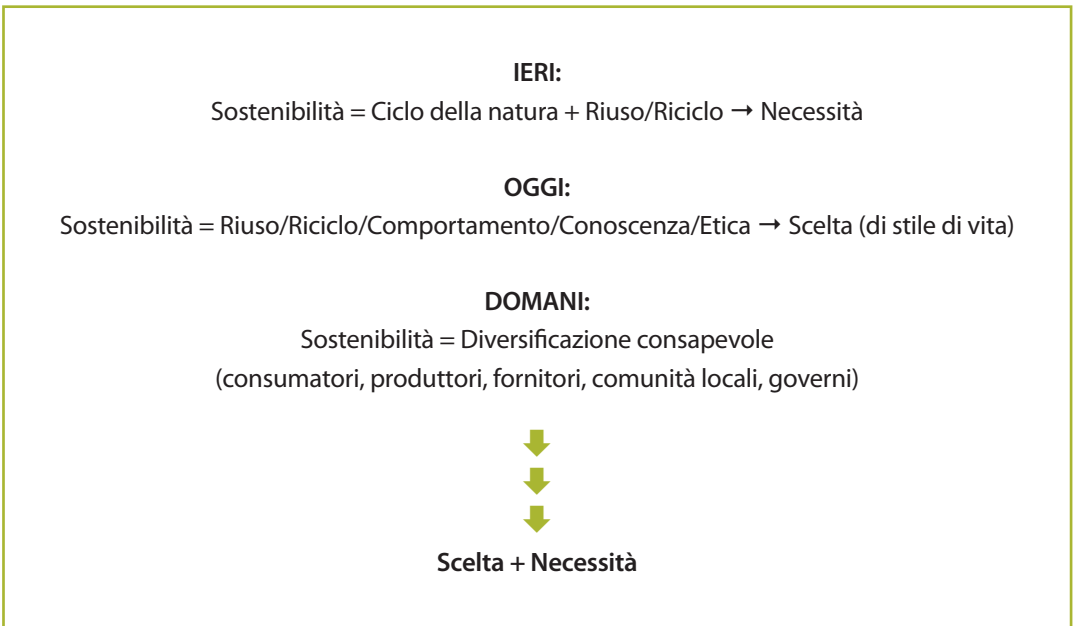 IERI:
Sostenibilità = Ciclo della natura + Riuso/Riciclo → Necessità
OGGI:
Sostenibilità = Riuso/Riciclo/Comportamento/Conoscenza/Etica → Scelta (di stile di vita)
DOMANI:
Sostenibilità = Diversificazione consapevole
(consumatori, produttori, fornitori, comunità locali, governi)
Scelta + Necessità